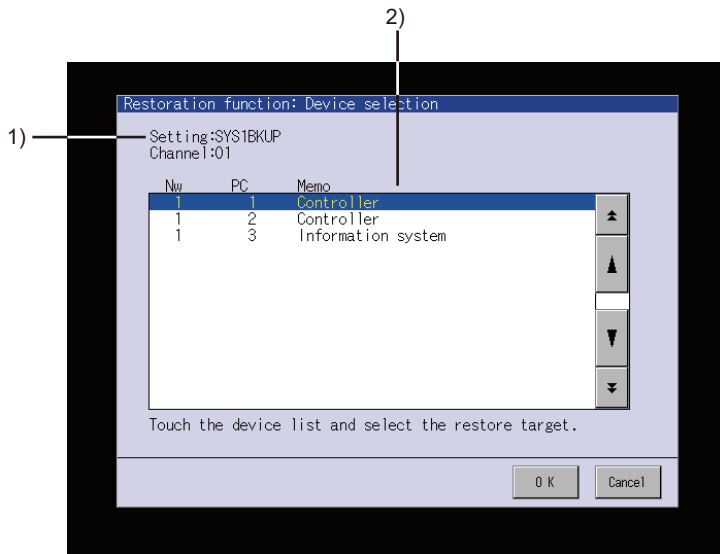 2)
Restoration function: Device selection
1)
Setting:SYS1BKUP
Channel:01
Nw PC Memo
1 1 Controller
1 2 Controller
1 3 Information system
Touch the device list and select the restore target.
OK Cancel